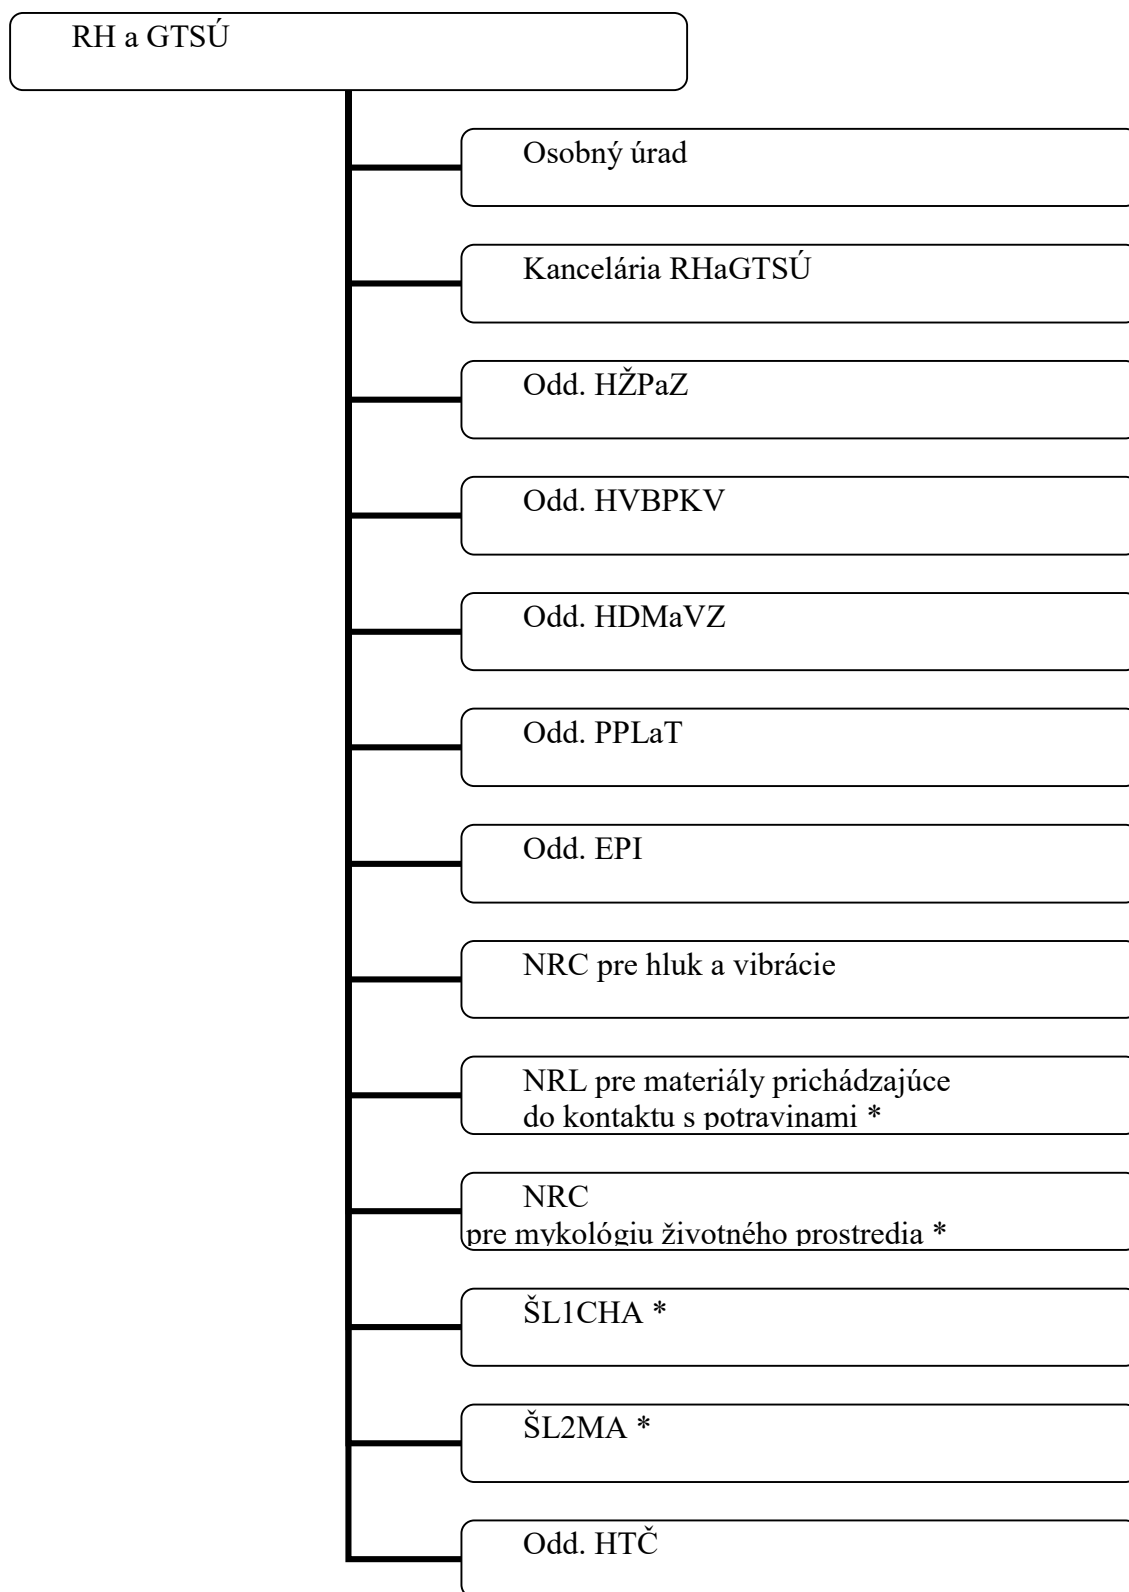 RH a GTSÚ
Osobný úrad
Kancelária RHaGTSÚ
Odd. HŽPaZ
Odd. HVBPKV
Odd. HDMaVZ
Odd. PPLaT
Odd. EPI
NRC pre hluk a vibrácie
NRL pre materiály prichádzajúce
do kontaktu s potravinami *
NRC
pre mykológiu životného prostredia *
ŠL1CHA *
ŠL2MA *
Odd. HTČ